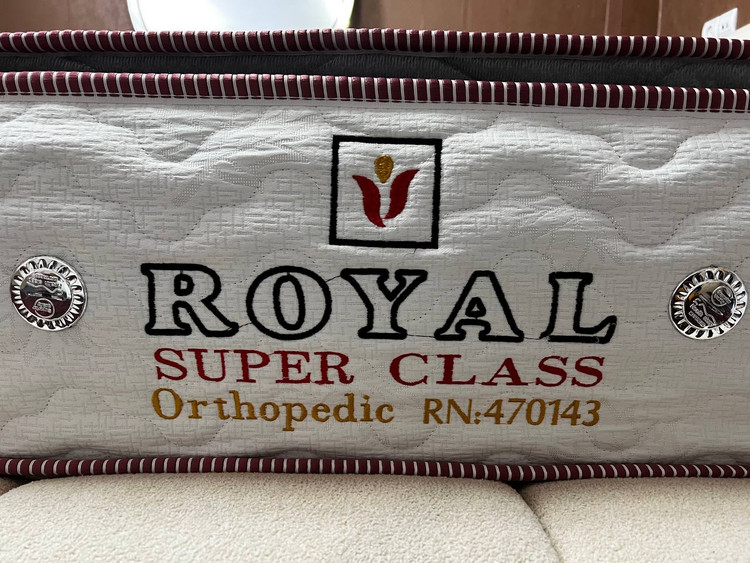 ROYAL
SUPER CLASS
Orthopedic RN:470143